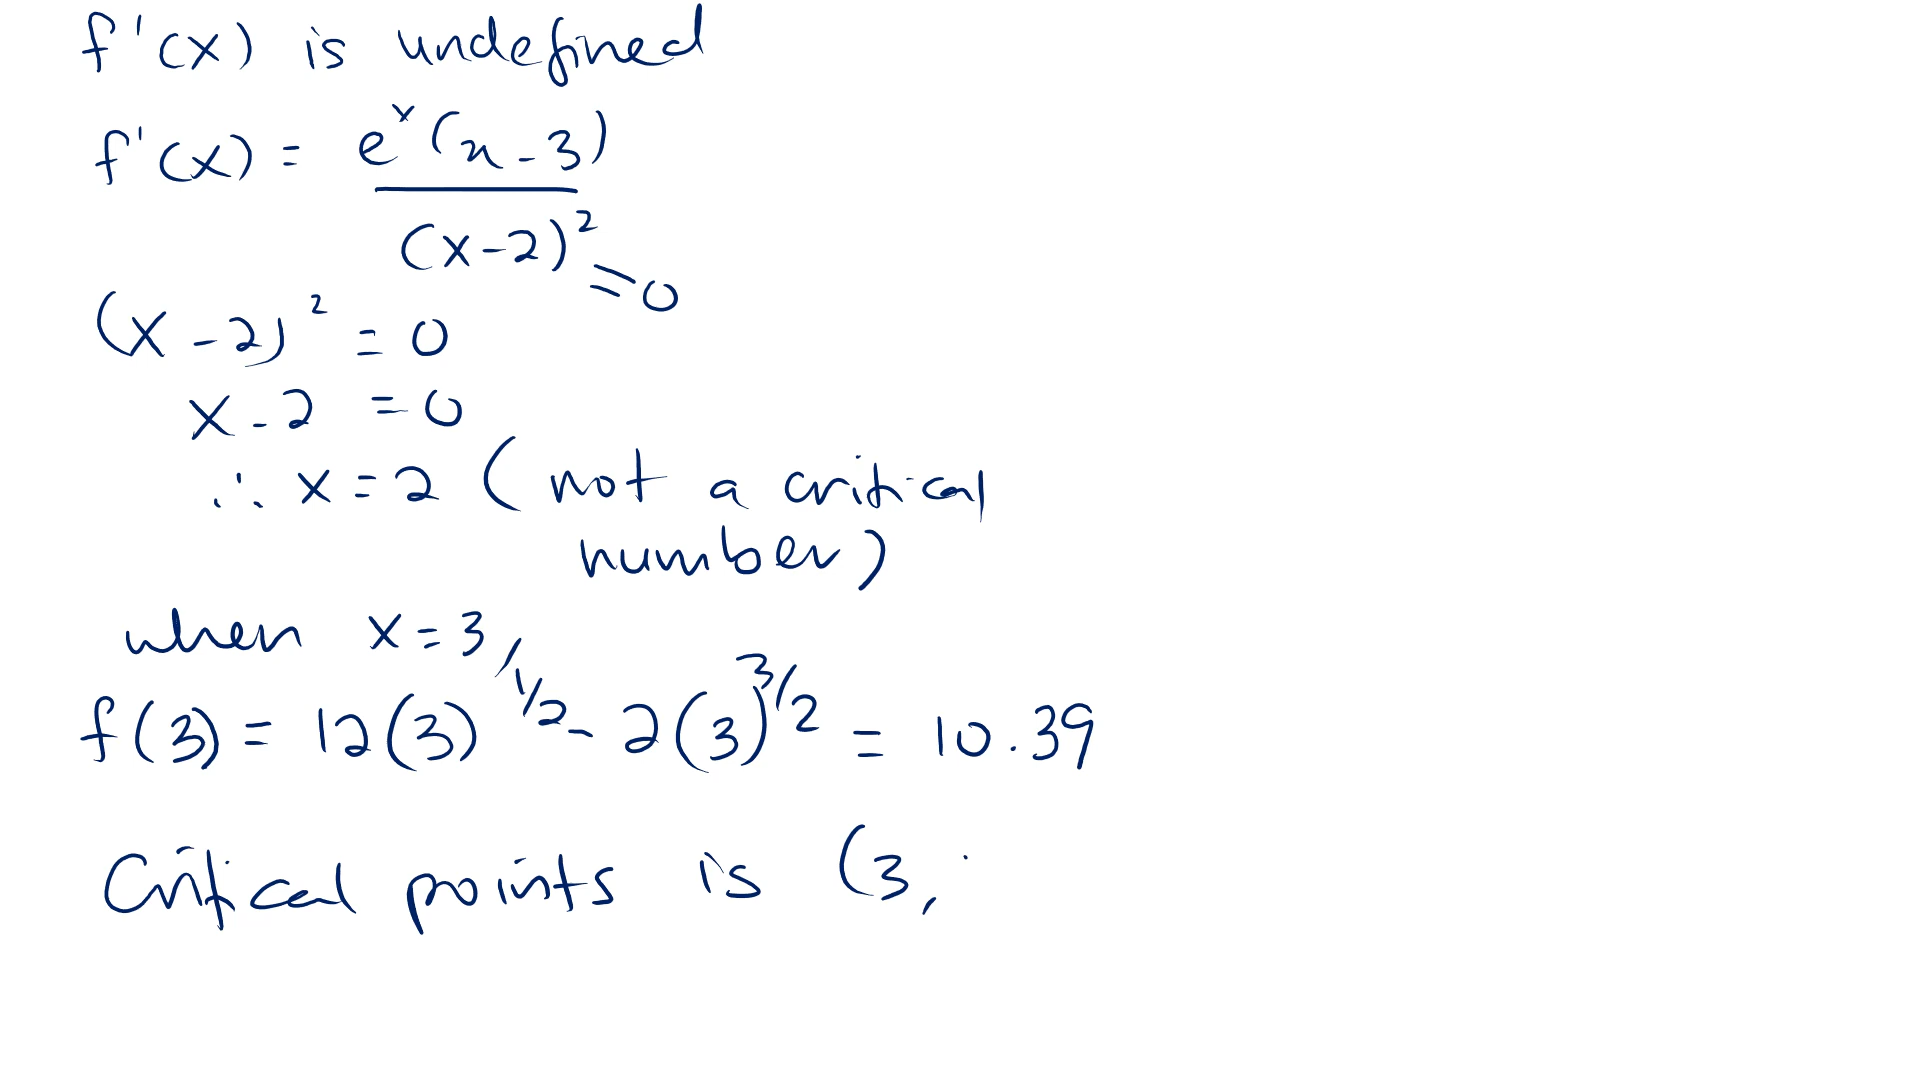 f'(x) is undefined
f'(x) = e^x (x-3) / (x-2)^2 = 0
(x-2)^2 = 0
x-2 = 0
∴ x = 2 (not a critical
number)
when x = 3,
f(3) = 12(3)^1/2 - 2(3)^3/2 = 10.39
Critical points is (3,